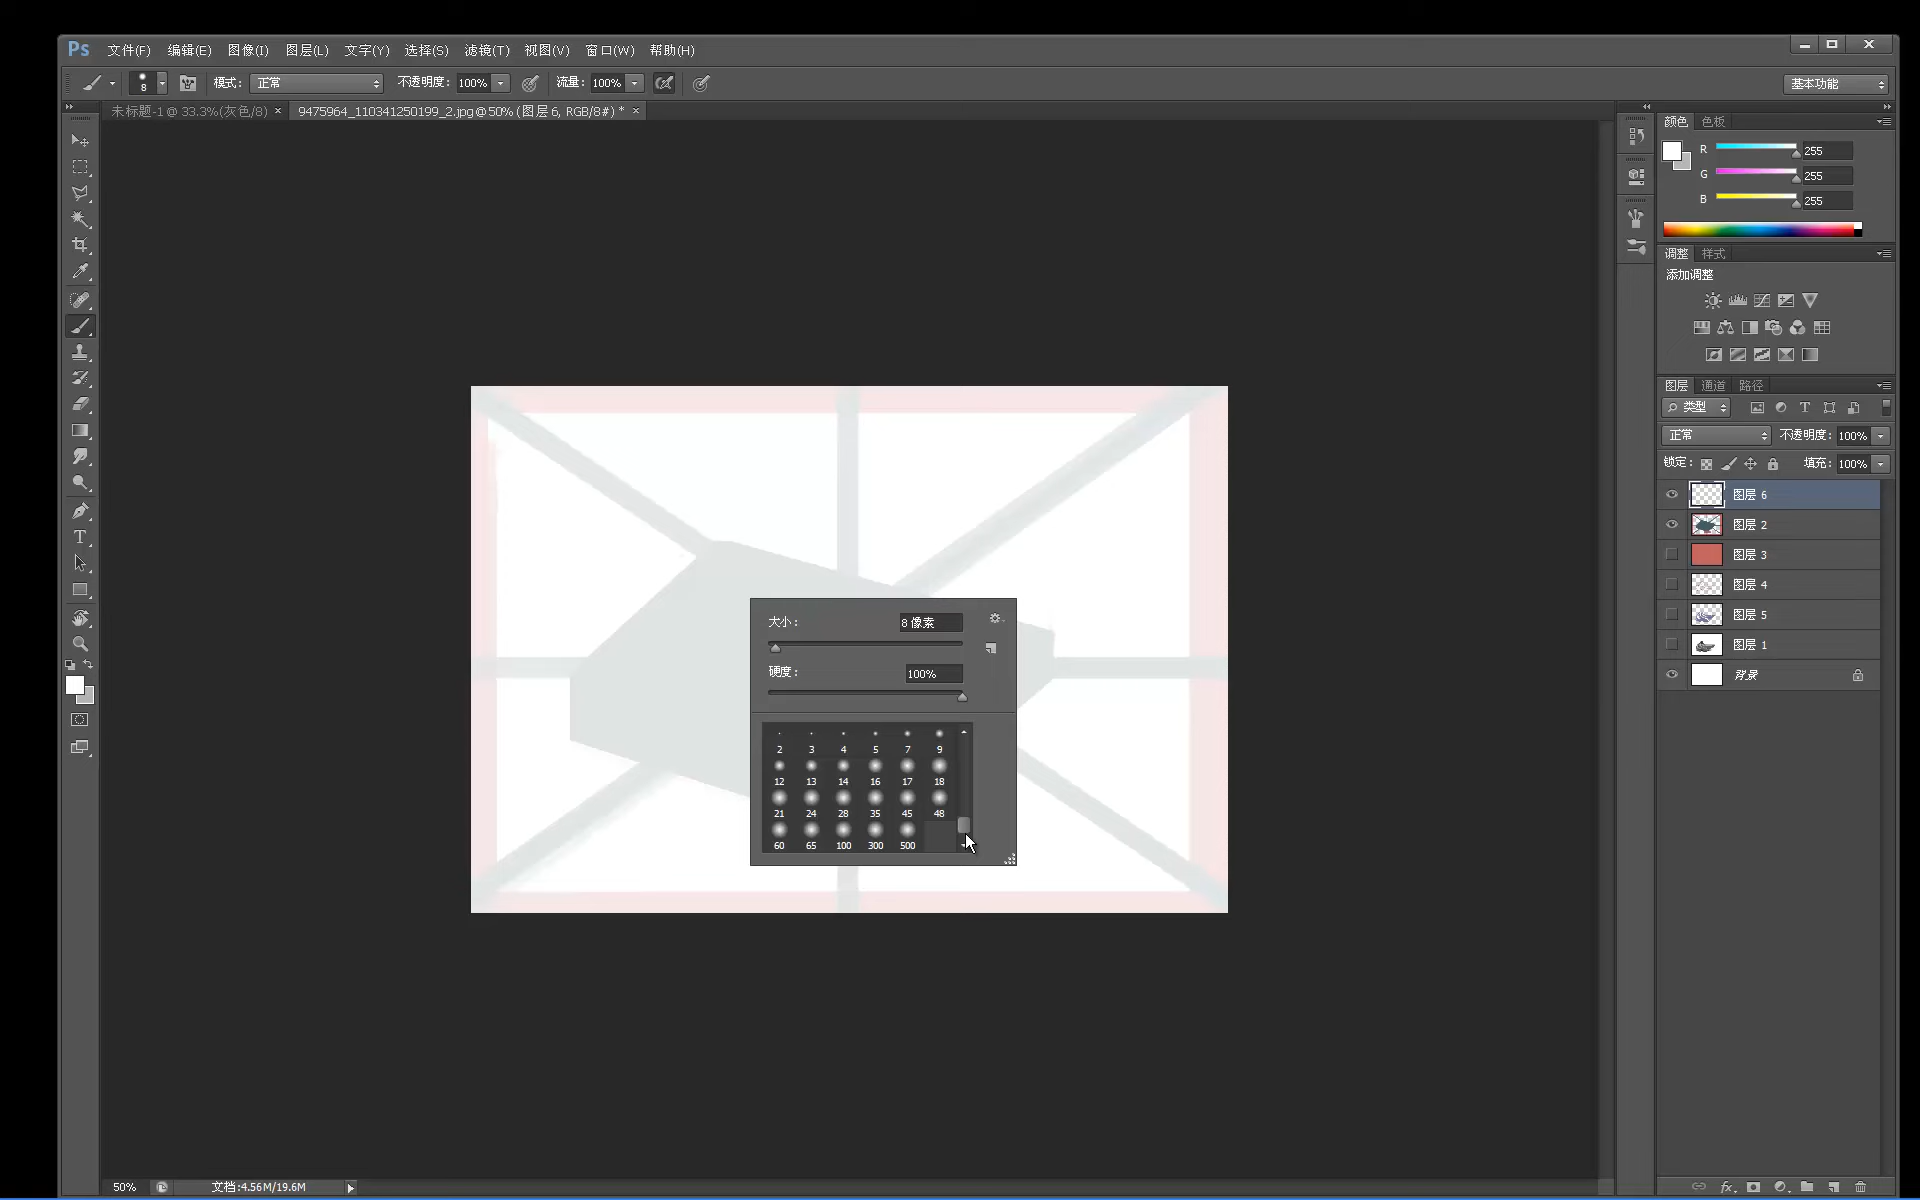 Ps 文件(F) 编辑(E) 图像(I) 图层(L) 文字(Y) 选择(S) 滤镜(T) 视图(V) 窗口(W) 帮助(H)
8 模式: 正常 不透明度: 100% 流量: 100% 基本功能
未标题-1 @ 33.3%(灰色/8) × 9475964_110341250199_2.jpg @ 50% (图层 6, RGB/8#) * ×
颜色 色板
R 255
G 255
B 255
调整 样式
添加调整
图层 通道 路径
类型
正常 不透明度: 100%
锁定: 填充: 100%
图层 6
图层 2
图层 3
图层 4
图层 5
图层 1
背景
大小: 8 像素
硬度: 100%
2 3 4 5 7 9
12 13 14 16 17 18
21 24 28 35 45 48
60 65 100 300 500
50% 文档:4.56M/19.6M